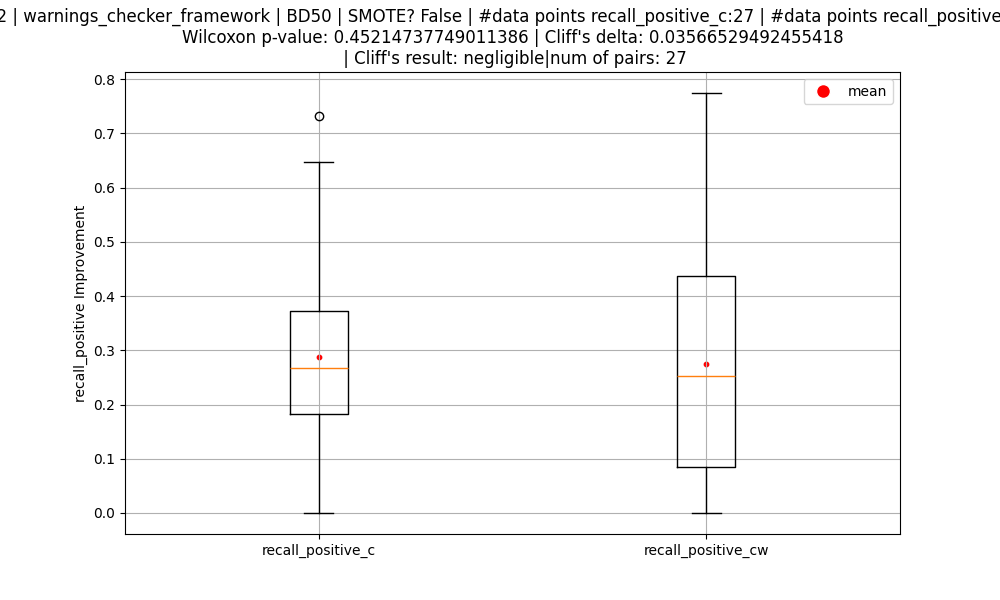 2 | warnings_checker_framework | BD50 | SMOTE? False | #data points recall_positive_c:27 | #data points recall_positive
Wilcoxon p-value: 0.45214737749011386 | Cliff's delta: 0.03566529492455418
| Cliff's result: negligible|num of pairs: 27
mean
0.8
0.7
0.6
0.5
0.4
0.3
0.2
0.1
0.0
recall_positive Improvement
recall_positive_c
recall_positive_cw